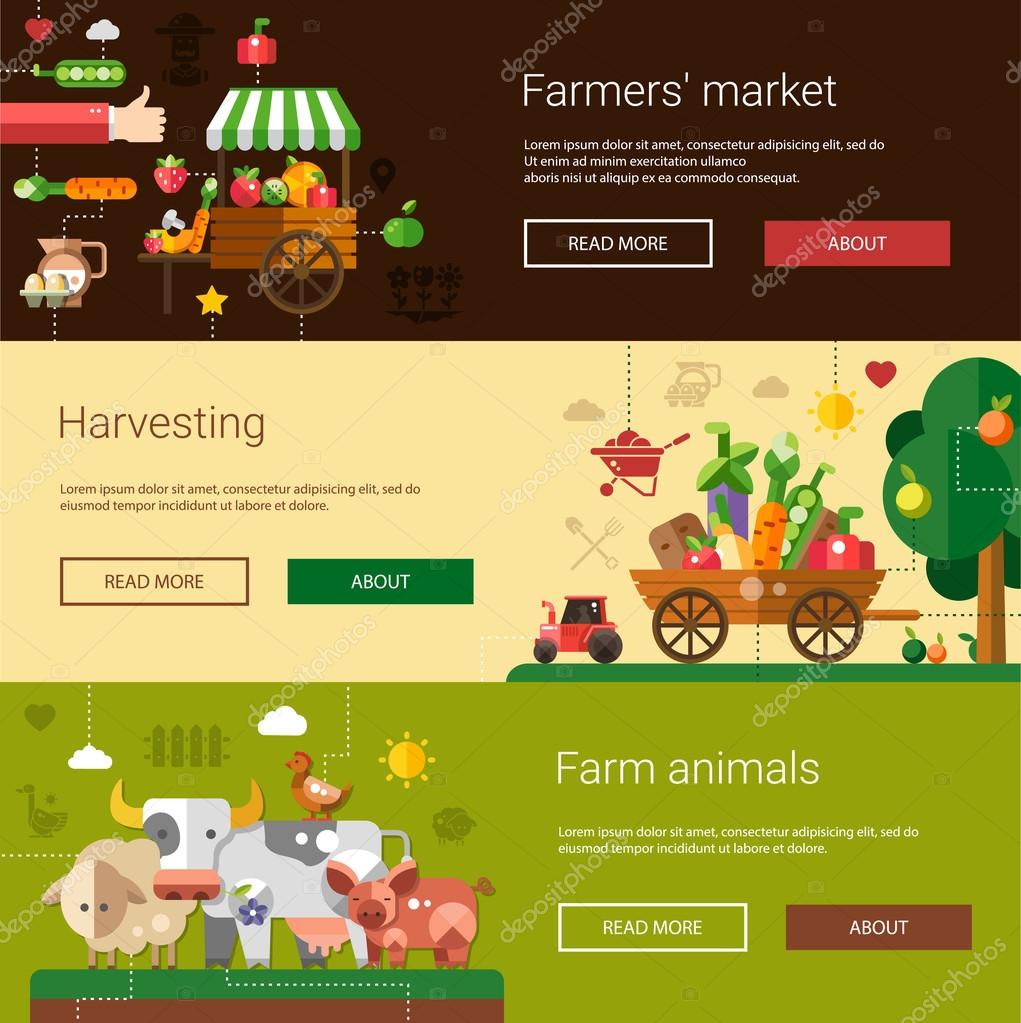 Farmers' market
Lorem ipsum dolor sit amet, consectetur adipiscing elit, sed do
Ut enim ad minim exercitation ullamco
aboris nisi ut aliquip ex ea commodo consequat.
READ MORE
ABOUT
Harvesting
Lorem ipsum dolor sit amet, consectetur adipiscing elit, sed do
eiusmod tempor incididunt ut labore et dolore.
READ MORE
ABOUT
Farm animals
Lorem ipsum dolor sit amet, consectetur adipiscing elit, sed do
eiusmod tempor incididunt ut labore et dolore.
READ MORE
ABOUT
depositphotos